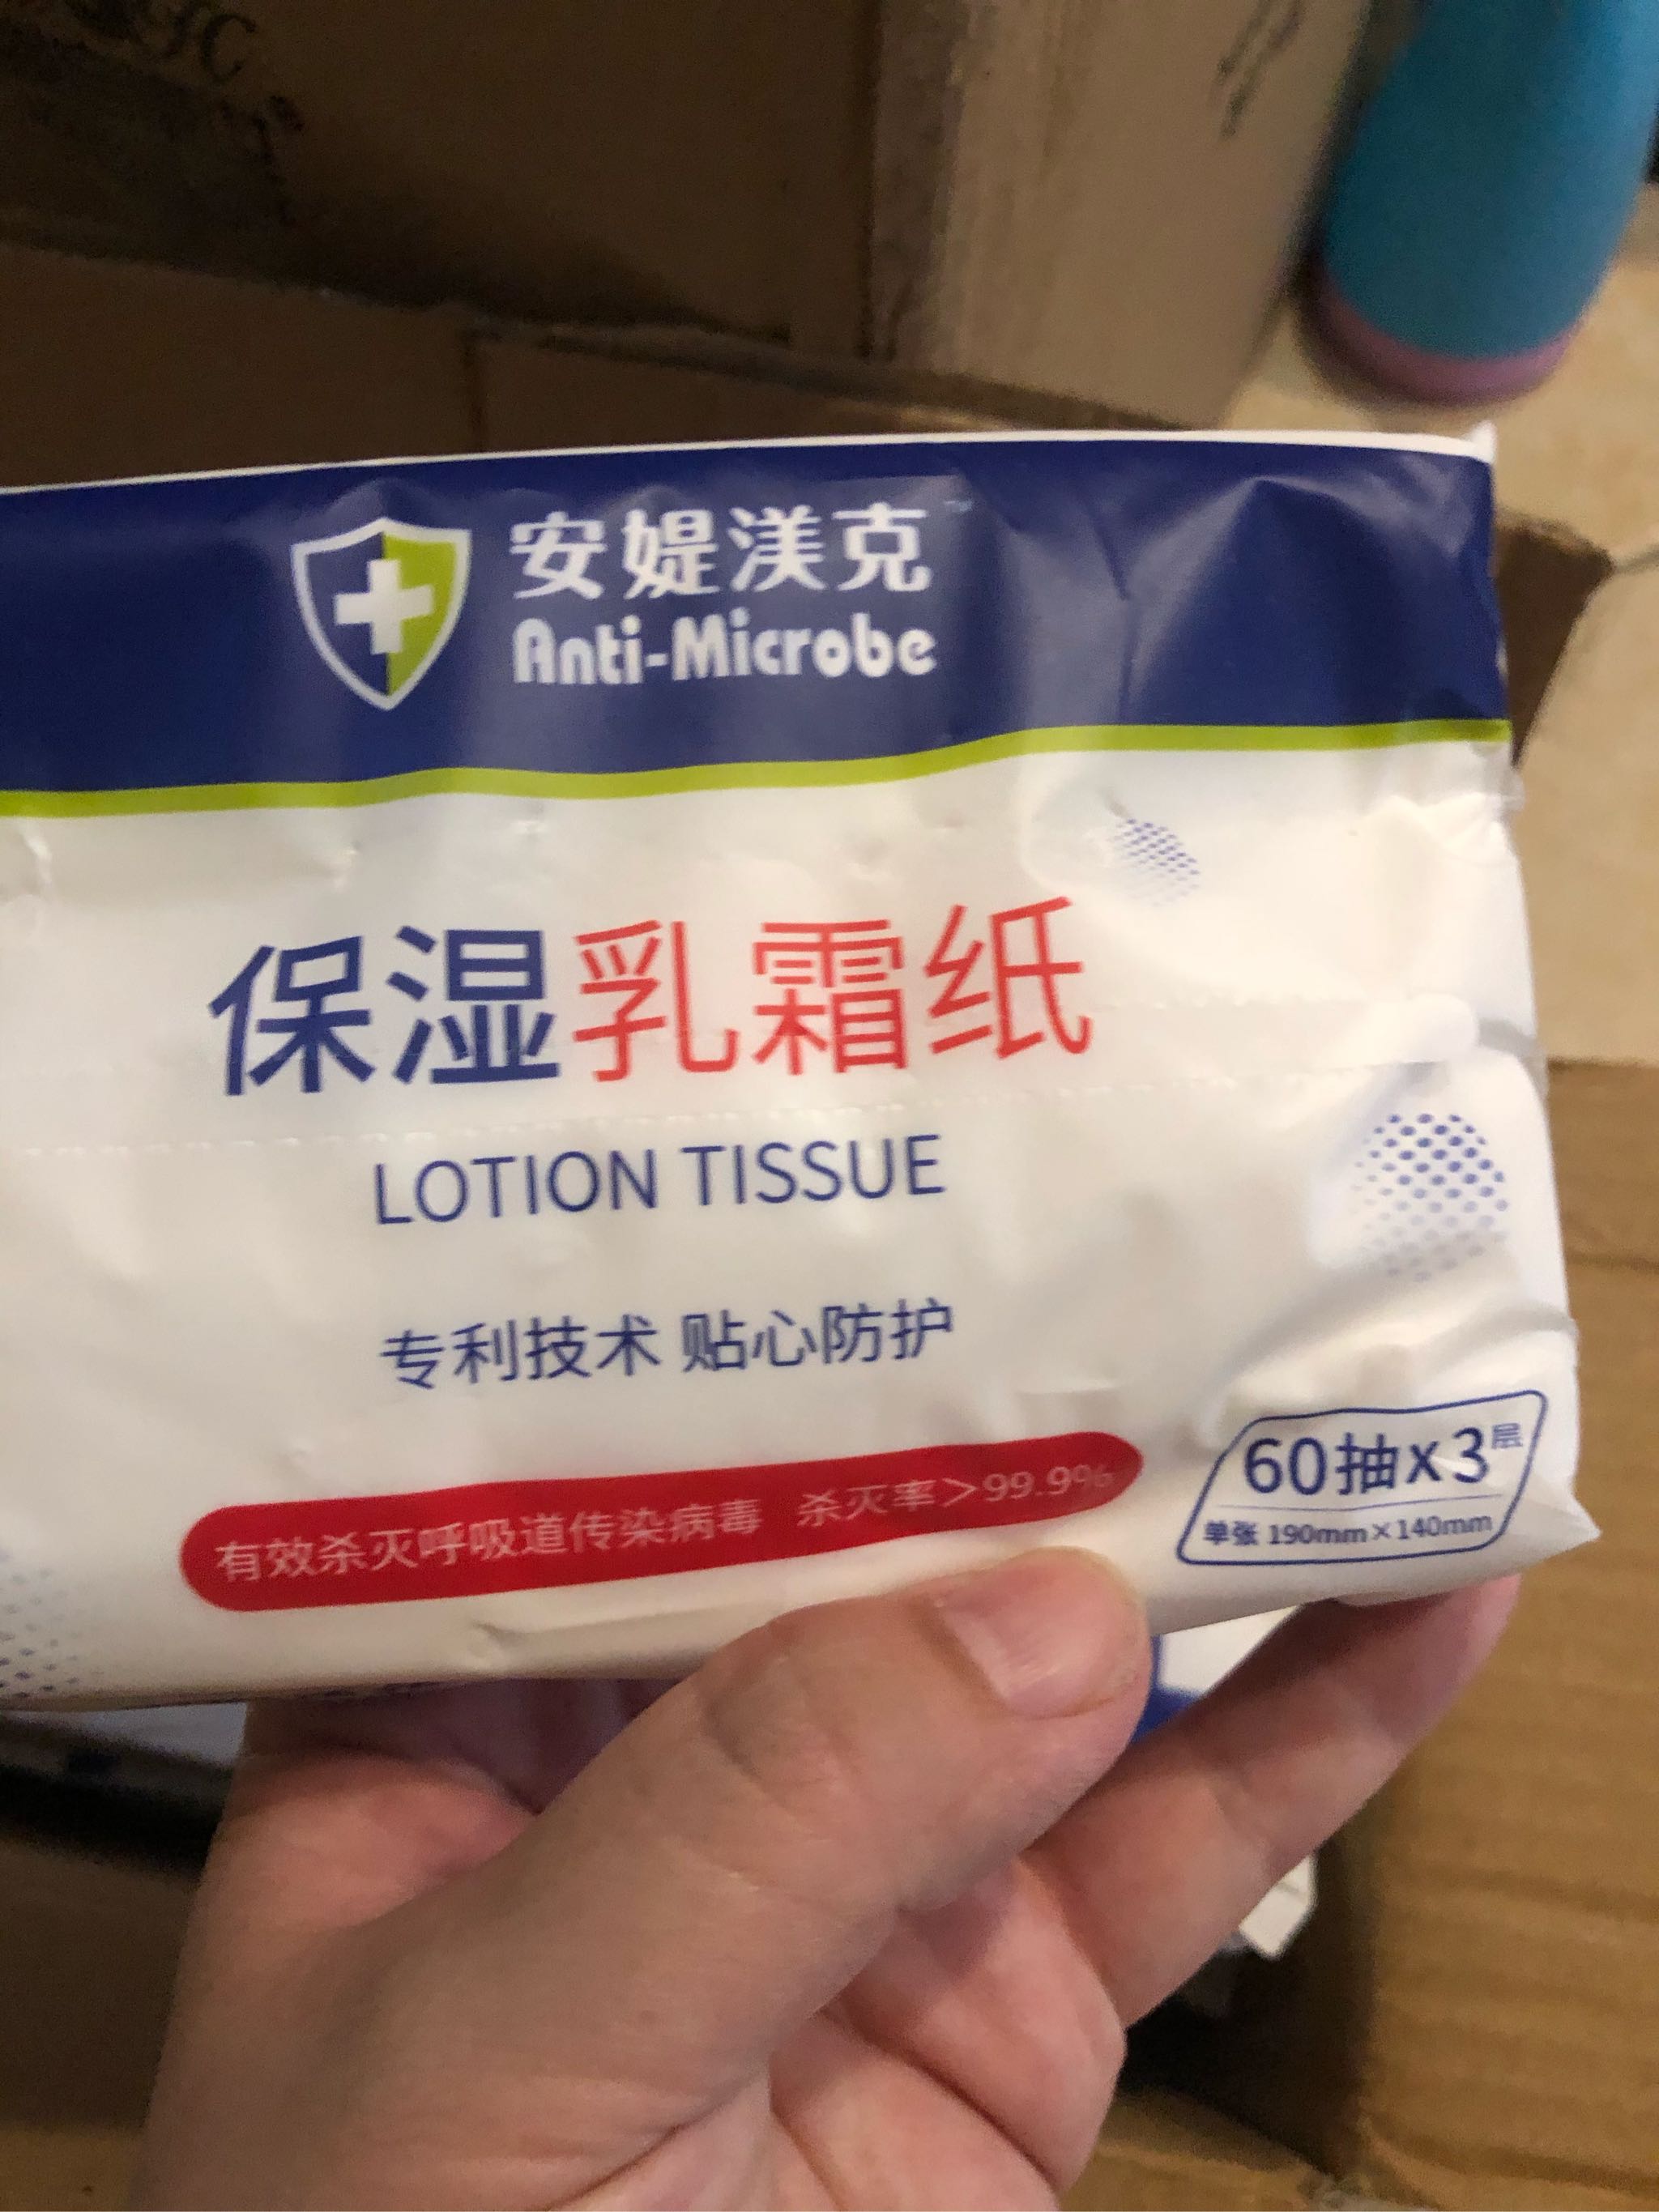 安媞渼克™
Anti-Microbe
保湿乳霜纸
LOTION TISSUE
专利技术 贴心防护
有效杀灭呼吸道传染病毒 杀灭率>99.9%
60抽x3层
单张 190mm×140mm